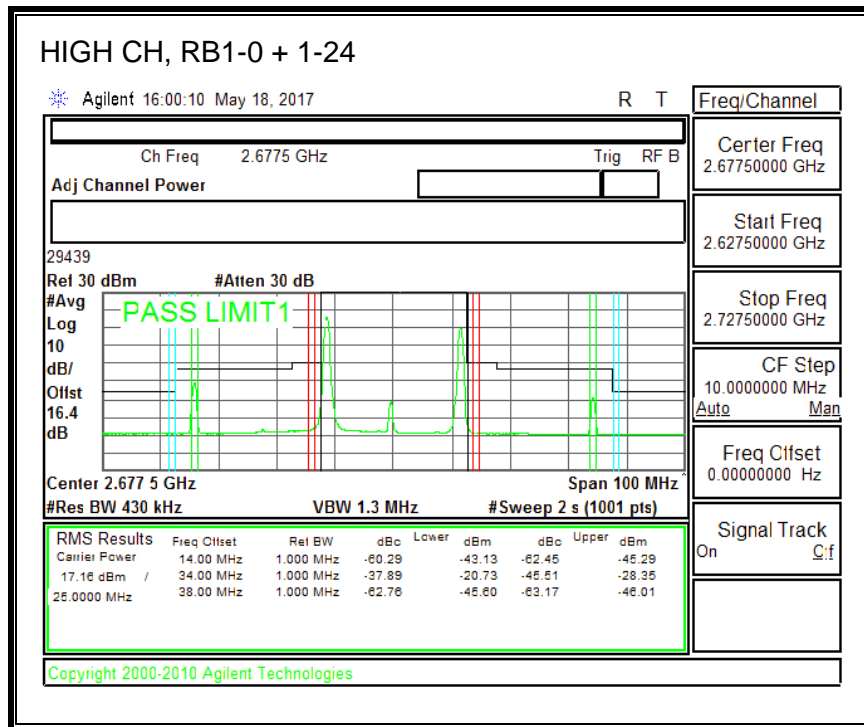 HIGH CH, RB1-0 + 1-24
Agilent 16:00:10 May 18, 2017 R T
Freq/Channel
Ch Freq 2.6775 GHz Trig RF B
Adj Channel Power
Center Freq
2.67750000 GHz
Start Freq
2.62750000 GHz
Stop Freq
2.72750000 GHz
CF Step
10.0000000 MHz
Auto Man
Freq Offset
0.00000000 Hz
Signal Track
On Off
29439
Ref 30 dBm #Atten 30 dB
#Avg
Log
10
dB/
Offst
16.4
dB
PASS LIMIT1
Center 2.677 5 GHz Span 100 MHz
#Res BW 430 kHz VBW 1.3 MHz #Sweep 2 s (1001 pts)
RMS Results Freq Offset Ref BW dBc Lower dBm dBc Upper dBm
Carrier Power 14.00 MHz 1.000 MHz -60.29 -43.13 -62.45 -45.29
17.16 dBm / 34.00 MHz 1.000 MHz -37.89 -20.73 -45.51 -28.35
25.0000 MHz 38.00 MHz 1.000 MHz -62.76 -45.60 -63.17 -46.01
Copyright 2000-2010 Agilent Technologies